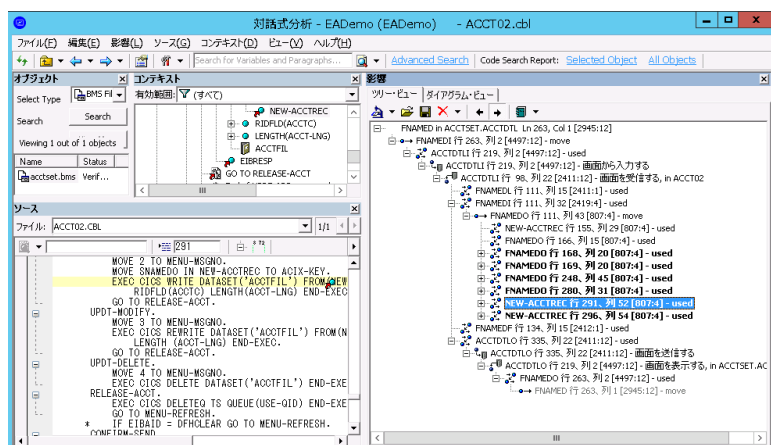 対話式分析 - EADemo (EADemo) - ACCT02.cbl
ファイル(F) 編集(E) 影響(L) ソース(G) コンテキスト(D) ビュー(V) ヘルプ(H)
Search for Variables and Paragraphs... Advanced Search Code Search Report: Selected Object All Objects
オブジェクト
Select Type BMS Fil
Search Search
Viewing 1 out of 1 objects
Name Status
acctset.bms Verif...
コンテキスト
有効範囲: (すべて)
NEW-ACCTREC
RIDFLD(ACCTC)
LENGTH(ACCT-LNG)
ACCTFIL
EIBRESP
GO TO RELEASE-ACCT
ソース
ファイル: ACCT02.CBL 1/1
291
MOVE 2 TO MENU-MSGNO.
MOVE SNAMEDO IN NEW-ACCTREC TO ACIX-KEY.
EXEC CICS WRITE DATASET('ACCTFIL') FROM(NEW
RIDFLD(ACCTC) LENGTH(ACCT-LNG) END-EXEC
GO TO RELEASE-ACCT.
UPDT-MODIFY.
MOVE 3 TO MENU-MSGNO.
EXEC CICS REWRITE DATASET('ACCTFIL') FROM(N
LENGTH (ACCT-LNG) END-EXEC.
GO TO RELEASE-ACCT.
UPDT-DELETE.
MOVE 4 TO MENU-MSGNO.
EXEC CICS DELETE DATASET('ACCTFIL') END-EXE
RELEASE-ACCT.
EXEC CICS DELETEQ TS QUEUE(USE-QID) END-EXE
GO TO MENU-REFRESH.
* IF EIBAID = DFHCLEAR GO TO MENU-REFRESH.
CONFIRM-SEND
影響
ツリー・ビュー ダイアグラム・ビュー
FNAMED in ACCTSET.ACCTDTL Ln 263, Col 1 [2945:12]
FNAMEDI 行 263、列 2 [4497:12] - move
ACCTDTLI 行 219、列 2 [4497:12] - used
ACCTDTLI 行 219、列 2 [4497:12] - 画面から入力する
ACCTDTLI 行 98、列 22 [2411:12] - 画面を受信する, in ACCT02
FNAMEDL 行 111、列 15 [2411:1] - used
FNAMEDI 行 111、列 32 [2419:4] - used
FNAMEDO 行 111、列 43 [807:4] - move
NEW-ACCTREC 行 155、列 29 [807:4] - used
FNAMEDO 行 166、列 15 [807:4] - used
FNAMEDO 行 168、列 20 [807:4] - used
FNAMEDO 行 169、列 20 [807:4] - used
FNAMEDO 行 248、列 45 [807:4] - used
FNAMEDO 行 280、列 31 [807:4] - used
NEW-ACCTREC 行 291、列 52 [807:4] - used
NEW-ACCTREC 行 296、列 54 [807:4] - used
FNAMEDF 行 134、列 15 [2412:1] - used
ACCTDTLO 行 335、列 22 [2411:12] - used
ACCTDTLO 行 335、列 22 [2411:12] - 画面を送信する
ACCTDTLO 行 219、列 2 [4497:12] - 画面を表示する, in ACCTSET.AC
FNAMEDO 行 263、列 2 [4497:12] - used
FNAMED 行 263、列 1 [2945:12] - move